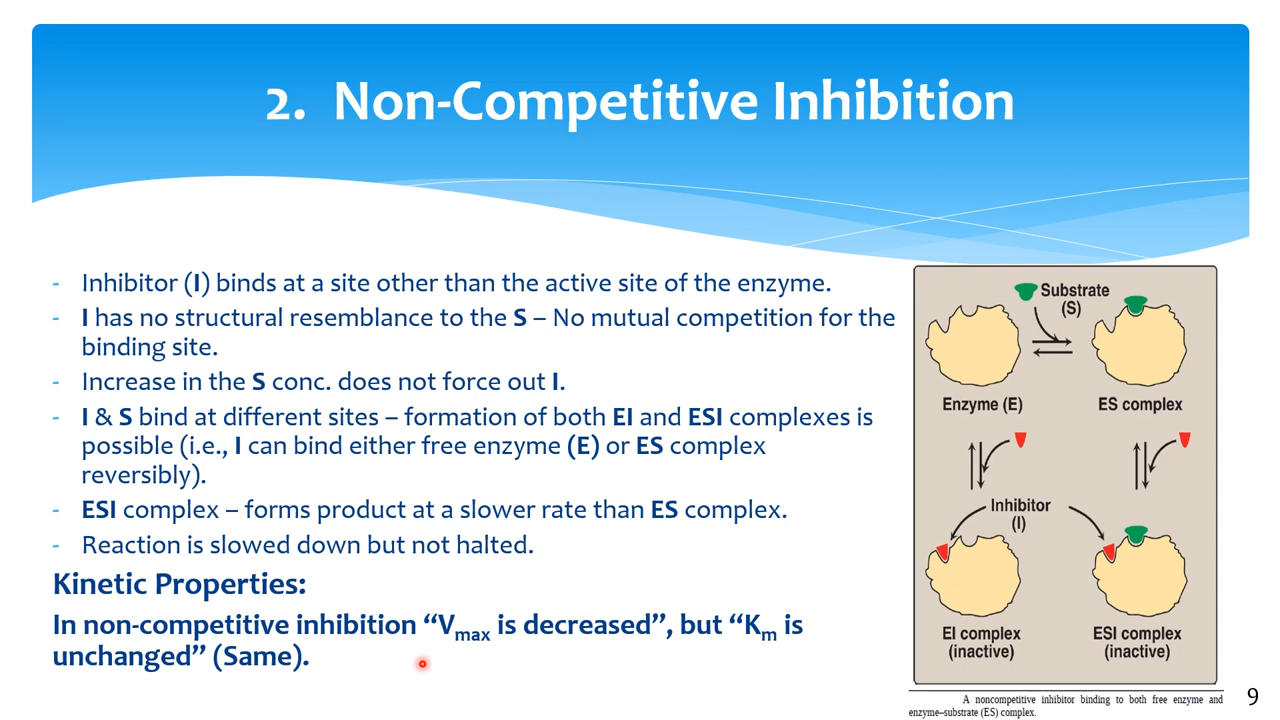 2. Non-Competitive Inhibition
- Inhibitor (I) binds at a site other than the active site of the enzyme.
- I has no structural resemblance to the S – No mutual competition for the
binding site.
- Increase in the S conc. does not force out I.
- I & S bind at different sites – formation of both EI and ESI complexes is
possible (i.e., I can bind either free enzyme (E) or ES complex
reversibly).
- ESI complex – forms product at a slower rate than ES complex.
- Reaction is slowed down but not halted.
Kinetic Properties:
In non-competitive inhibition “Vmax is decreased”, but “Km is
unchanged” (Same).
Substrate
(S)
Enzyme (E)
ES complex
Inhibitor
(I)
EI complex
(inactive)
ESI complex
(inactive)
A noncompetitive inhibitor binding to both free enzyme and
enzyme–substrate (ES) complex.
9